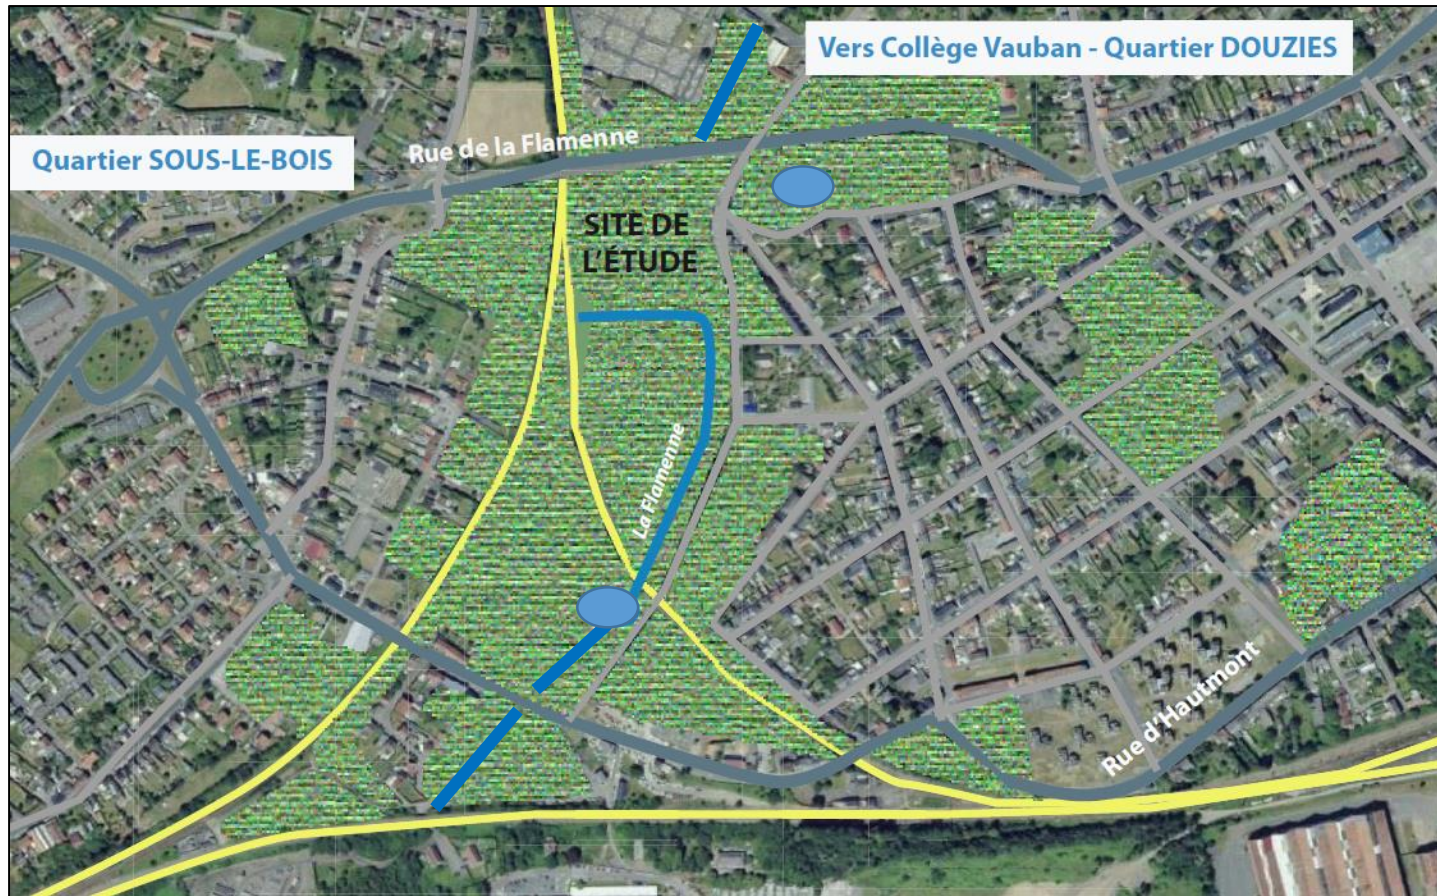 Vers Collège Vauban - Quartier DOUZIES
Quartier SOUS-LE-BOIS
Rue de la Flamenne
SITE DE
L'ÉTUDE
La Flamenne
Rue d'Hautmont